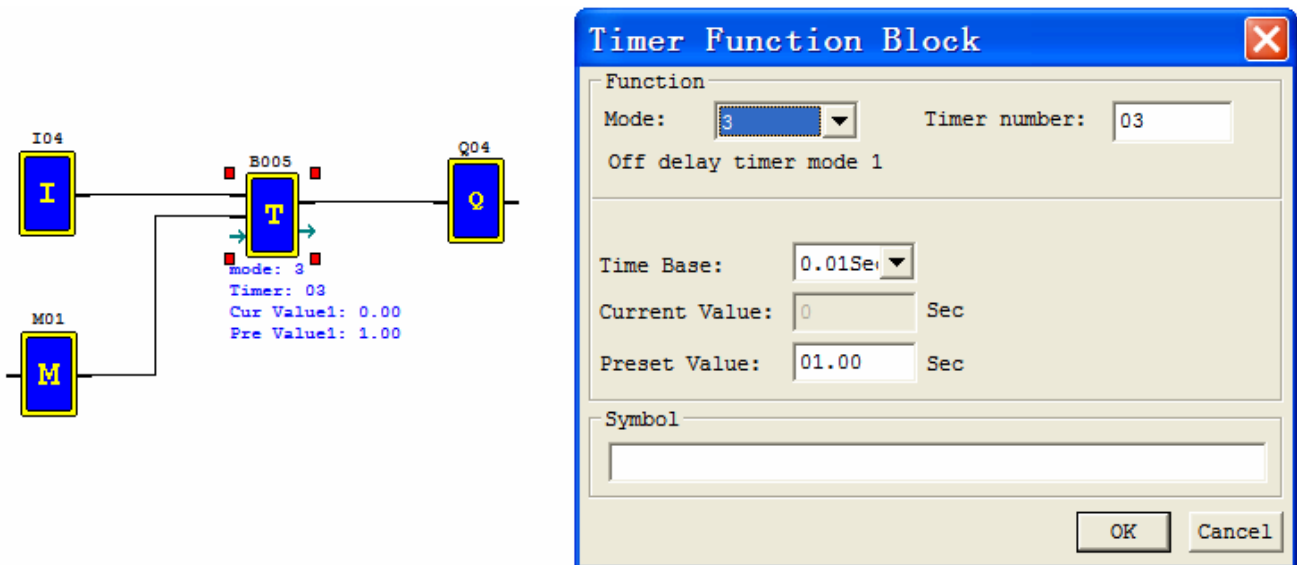 I04
I
B005
T
Q04
Q
mode: 3
Timer: 03
Cur Value1: 0.00
Pre Value1: 1.00
M01
M
Timer Function Block
Function
Mode: 3 Timer number: 03
Off delay timer mode 1
Time Base: 0.01Se
Current Value: 0 Sec
Preset Value: 01.00 Sec
Symbol
OK Cancel